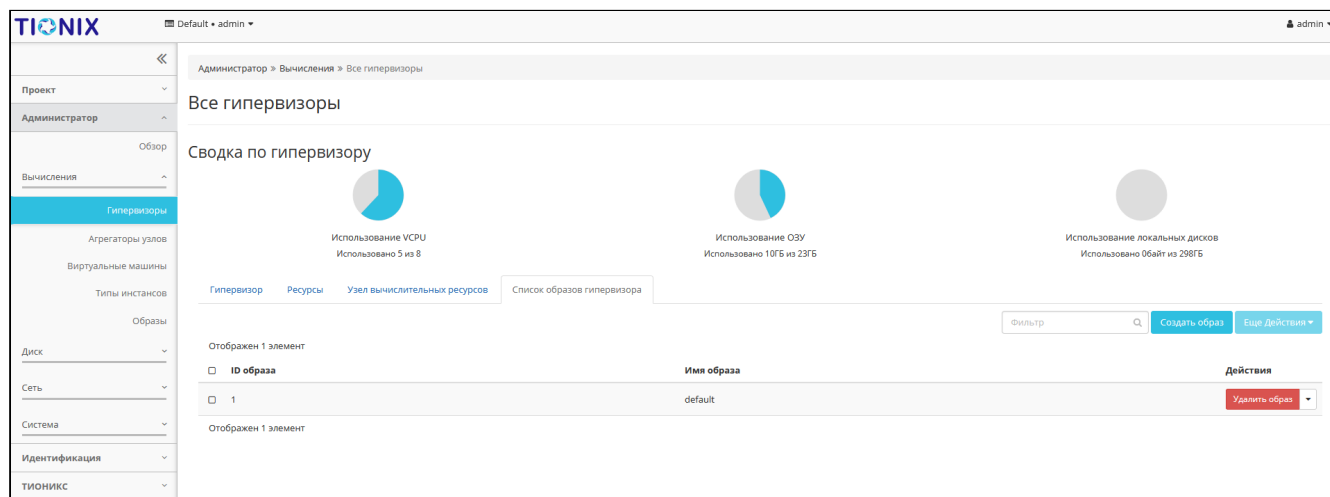 TIONIX
Default • admin
admin
Проект
Администратор
Обзор
Вычисления
Гипервизоры
Агрегаторы узлов
Виртуальные машины
Типы инстансов
Образы
Диск
Сеть
Система
Идентификация
ТИОНИКС
Администратор » Вычисления » Все гипервизоры
Все гипервизоры
Сводка по гипервизору
Использование VCPU
Использовано 5 из 8
Использование ОЗУ
Использовано 10ГБ из 23ГБ
Использование локальных дисков
Использовано 0байт из 298ГБ
Гипервизор Ресурсы Узел вычислительных ресурсов Список образов гипервизора
Фильтр Создать образ Еще Действия
Отображен 1 элемент
ID образа Имя образа Действия
1 default Удалить образ
Отображен 1 элемент